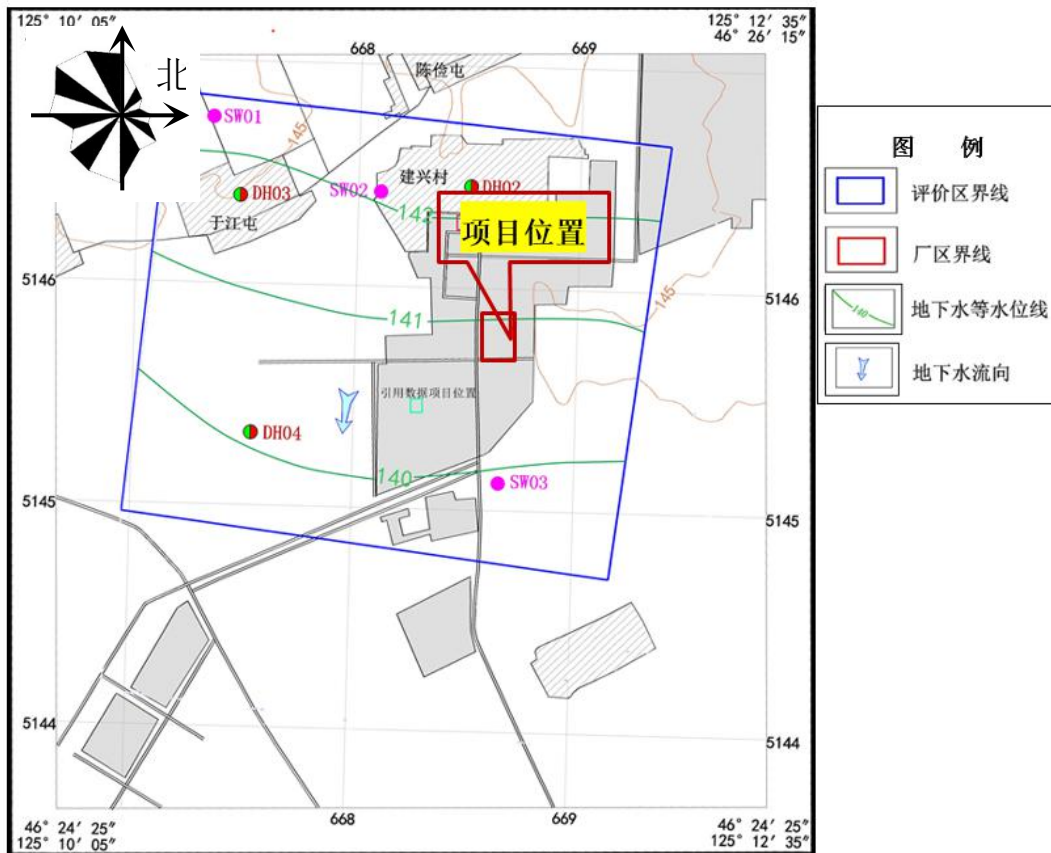 125° 10′ 05″
125° 12′ 35″
46° 26′ 15″
668
669
北
陈俭屯
SW01
145
DH03
SW02
建兴村
DH02
于江屯
142
项目位置
5146
5146
145
141
引用数据项目位置
DH04
140
SW03
5145
5145
5144
5144
668
669
46° 24′ 25″
125° 10′ 05″
46° 24′ 25″
125° 12′ 35″
图 例
评价区界线
厂区界线
140
地下水等水位线
地下水流向